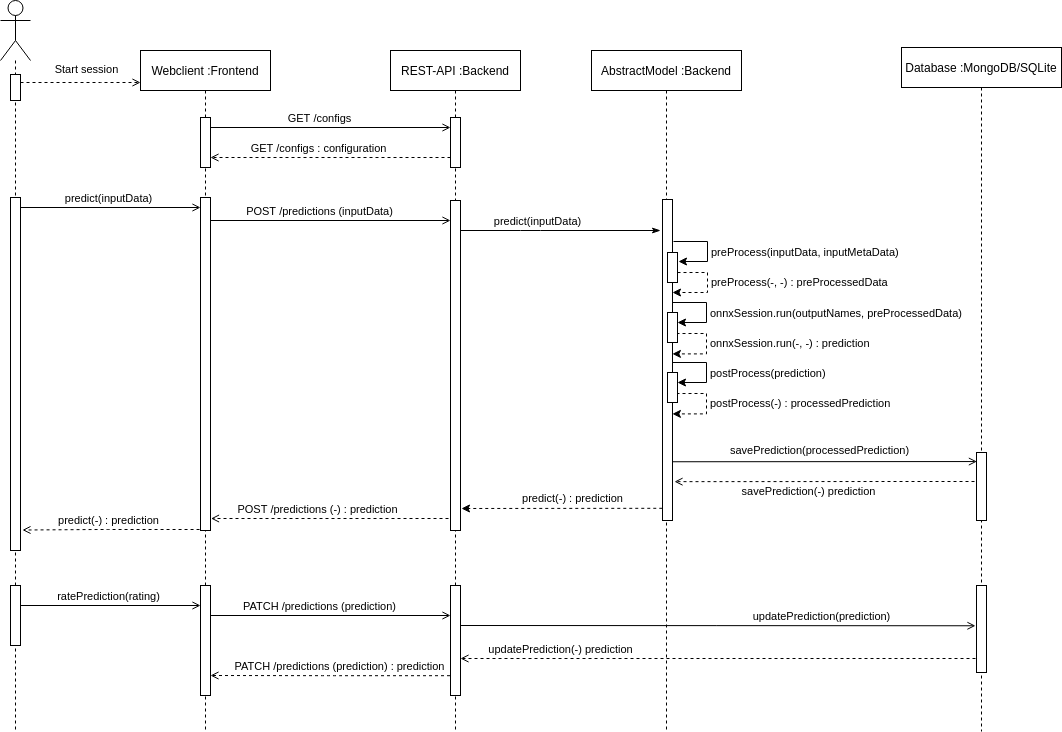 Start session
Webclient :Frontend
REST-API :Backend
AbstractModel :Backend
Database :MongoDB/SQLite
GET /configs
GET /configs : configuration
predict(inputData)
POST /predictions (inputData)
predict(inputData)
preProcess(inputData, inputMetaData)
preProcess(-, -) : preProcessedData
onnxSession.run(outputNames, preProcessedData)
onnxSession.run(-, -) : prediction
postProcess(prediction)
postProcess(-) : processedPrediction
savePrediction(processedPrediction)
savePrediction(-) prediction
predict(-) : prediction
POST /predictions (-) : prediction
predict(-) : prediction
ratePrediction(rating)
PATCH /predictions (prediction)
updatePrediction(prediction)
updatePrediction(-) prediction
PATCH /predictions (prediction) : prediction